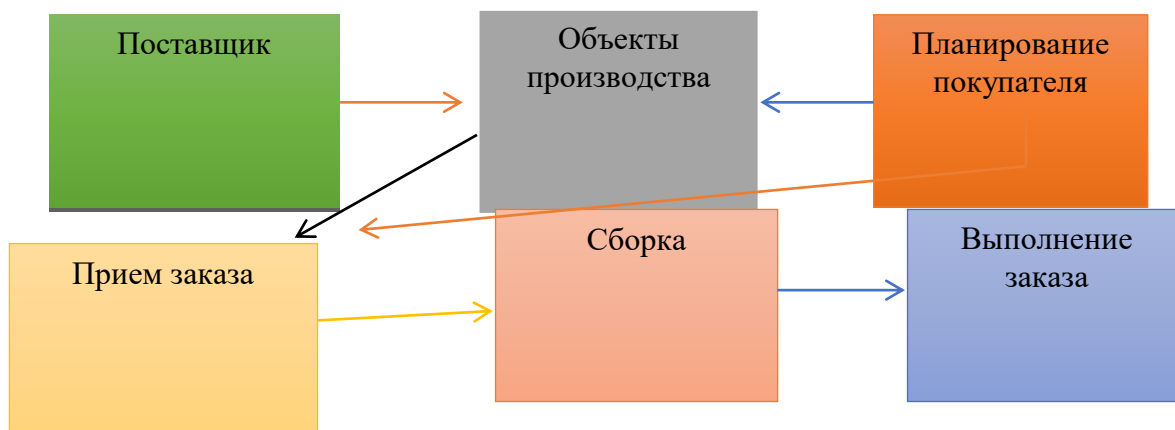 Поставщик
Объекты
производства
Планирование
покупателя
Прием заказа
Сборка
Выполнение
заказа